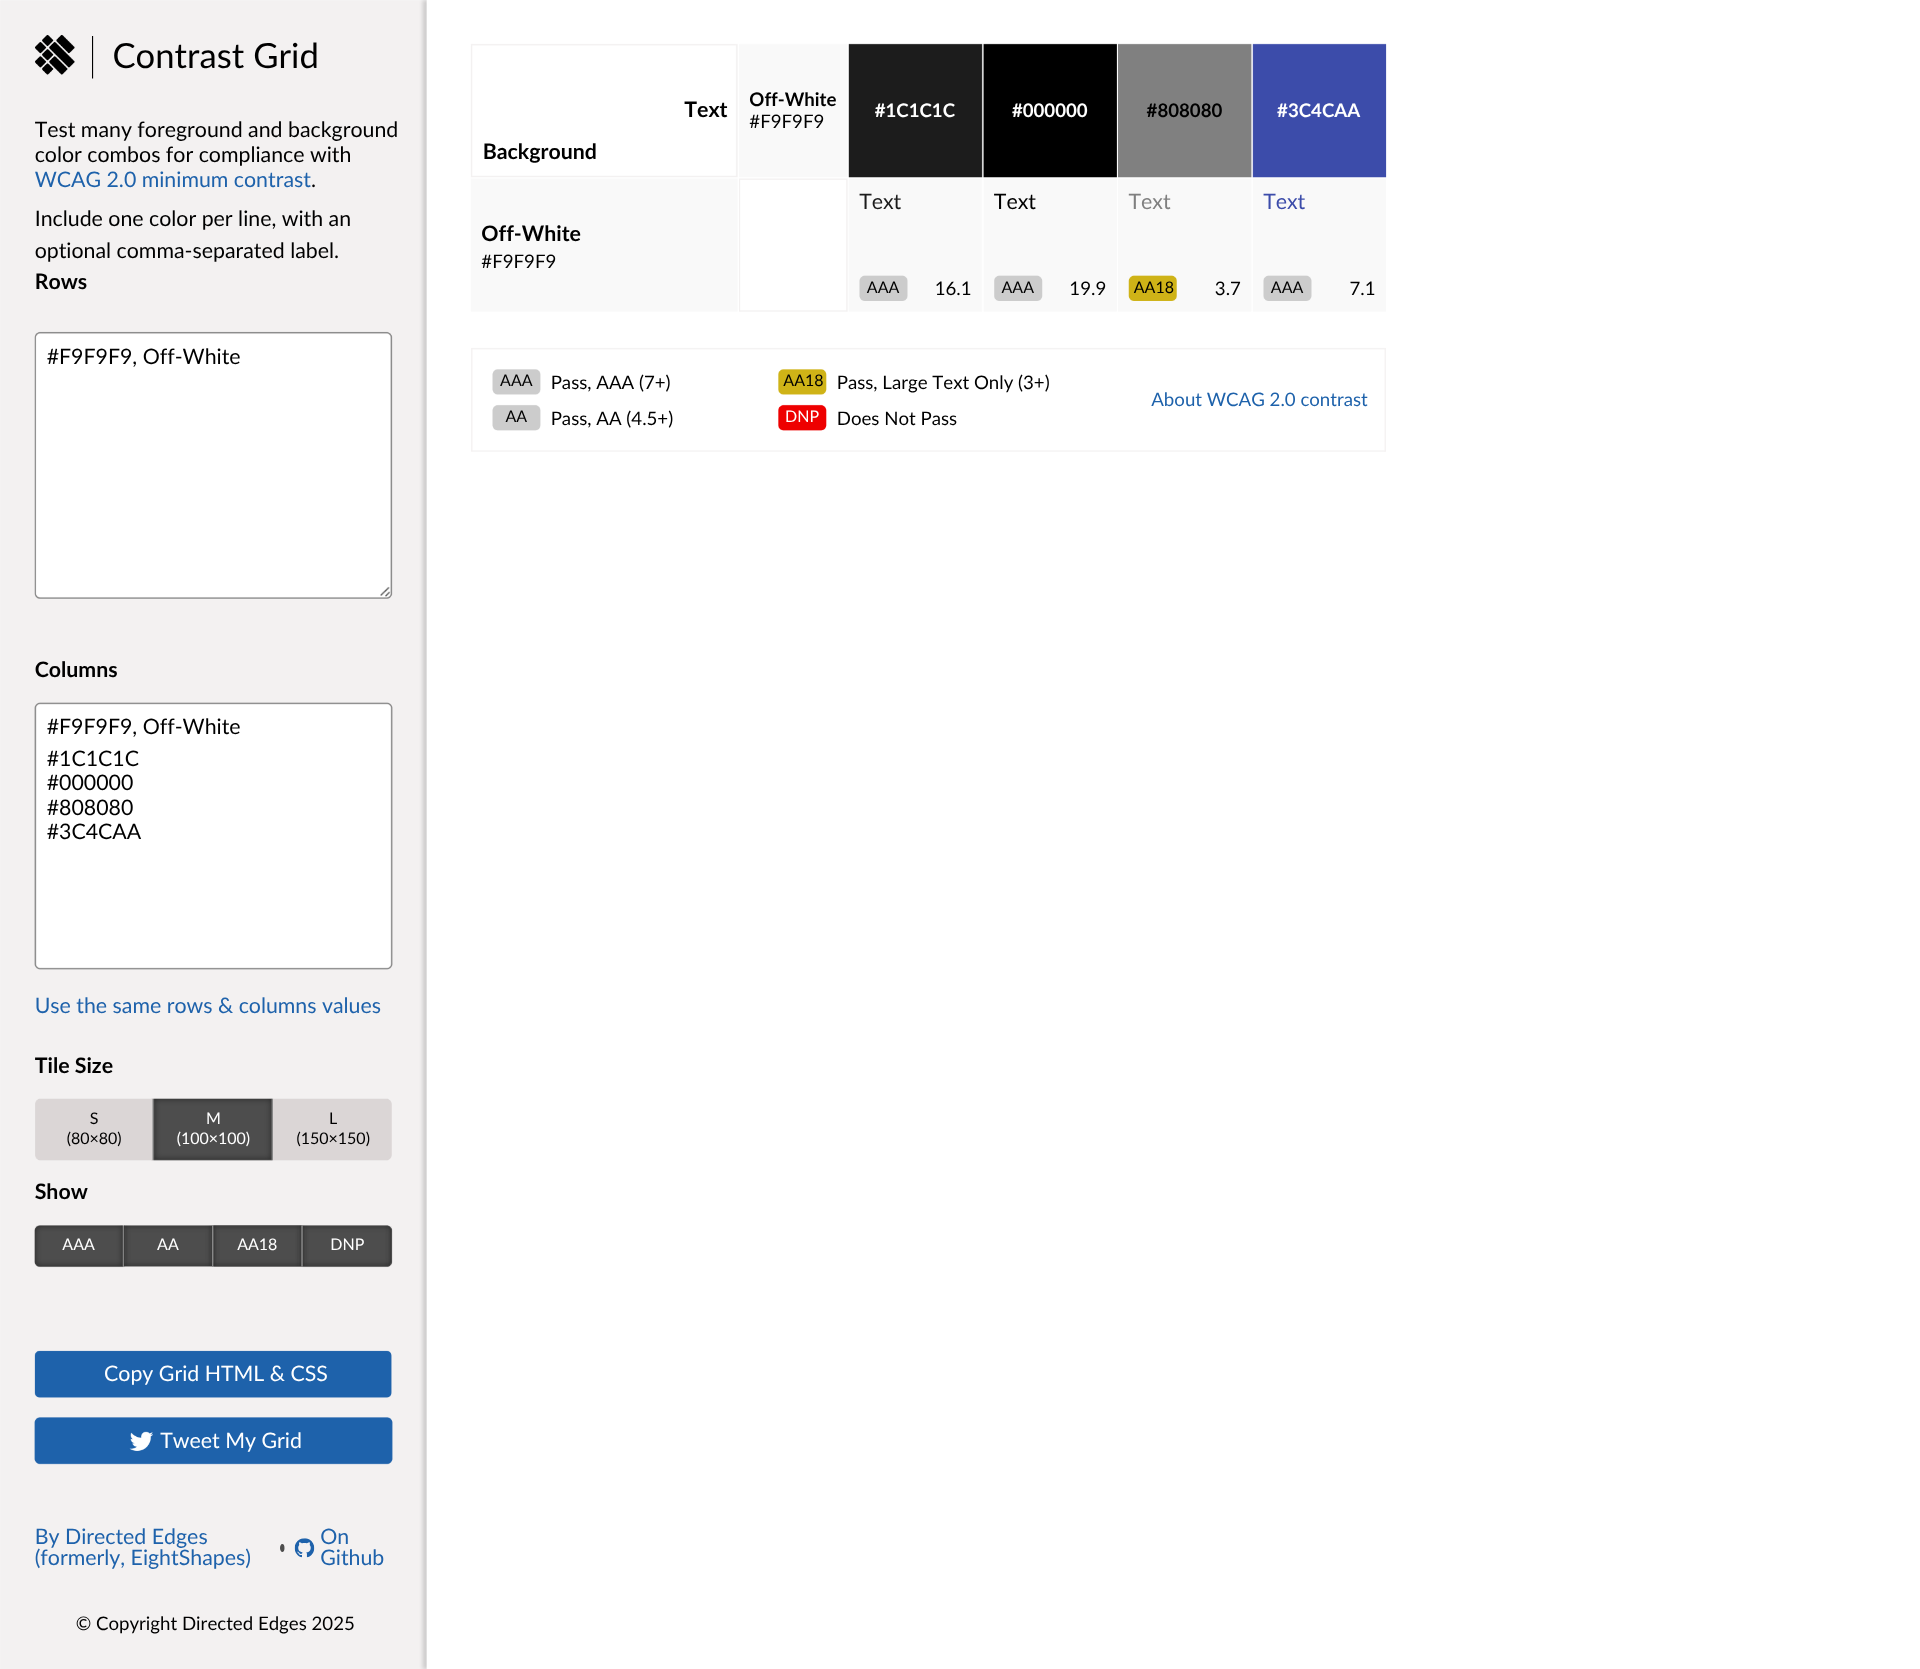 Contrast Grid
Test many foreground and background
color combos for compliance with
WCAG 2.0 minimum contrast.
Include one color per line, with an
optional comma-separated label.
Rows
#F9F9F9, Off-White
Columns
#F9F9F9, Off-White
#1C1C1C
#000000
#808080
#3C4CAA
Use the same rows & columns values
Tile Size
S
(80×80)
M
(100×100)
L
(150×150)
Show
AAA
AA
AA18
DNP
Copy Grid HTML & CSS
Tweet My Grid
By Directed Edges
(formerly, EightShapes)
On
Github
© Copyright Directed Edges 2025
Text
Background
Off-White
#F9F9F9
#1C1C1C
#000000
#808080
#3C4CAA
Off-White
#F9F9F9
Text
AAA 16.1
Text
AAA 19.9
Text
AA18 3.7
Text
AAA 7.1
AAA Pass, AAA (7+)
AA Pass, AA (4.5+)
AA18 Pass, Large Text Only (3+)
DNP Does Not Pass
About WCAG 2.0 contrast